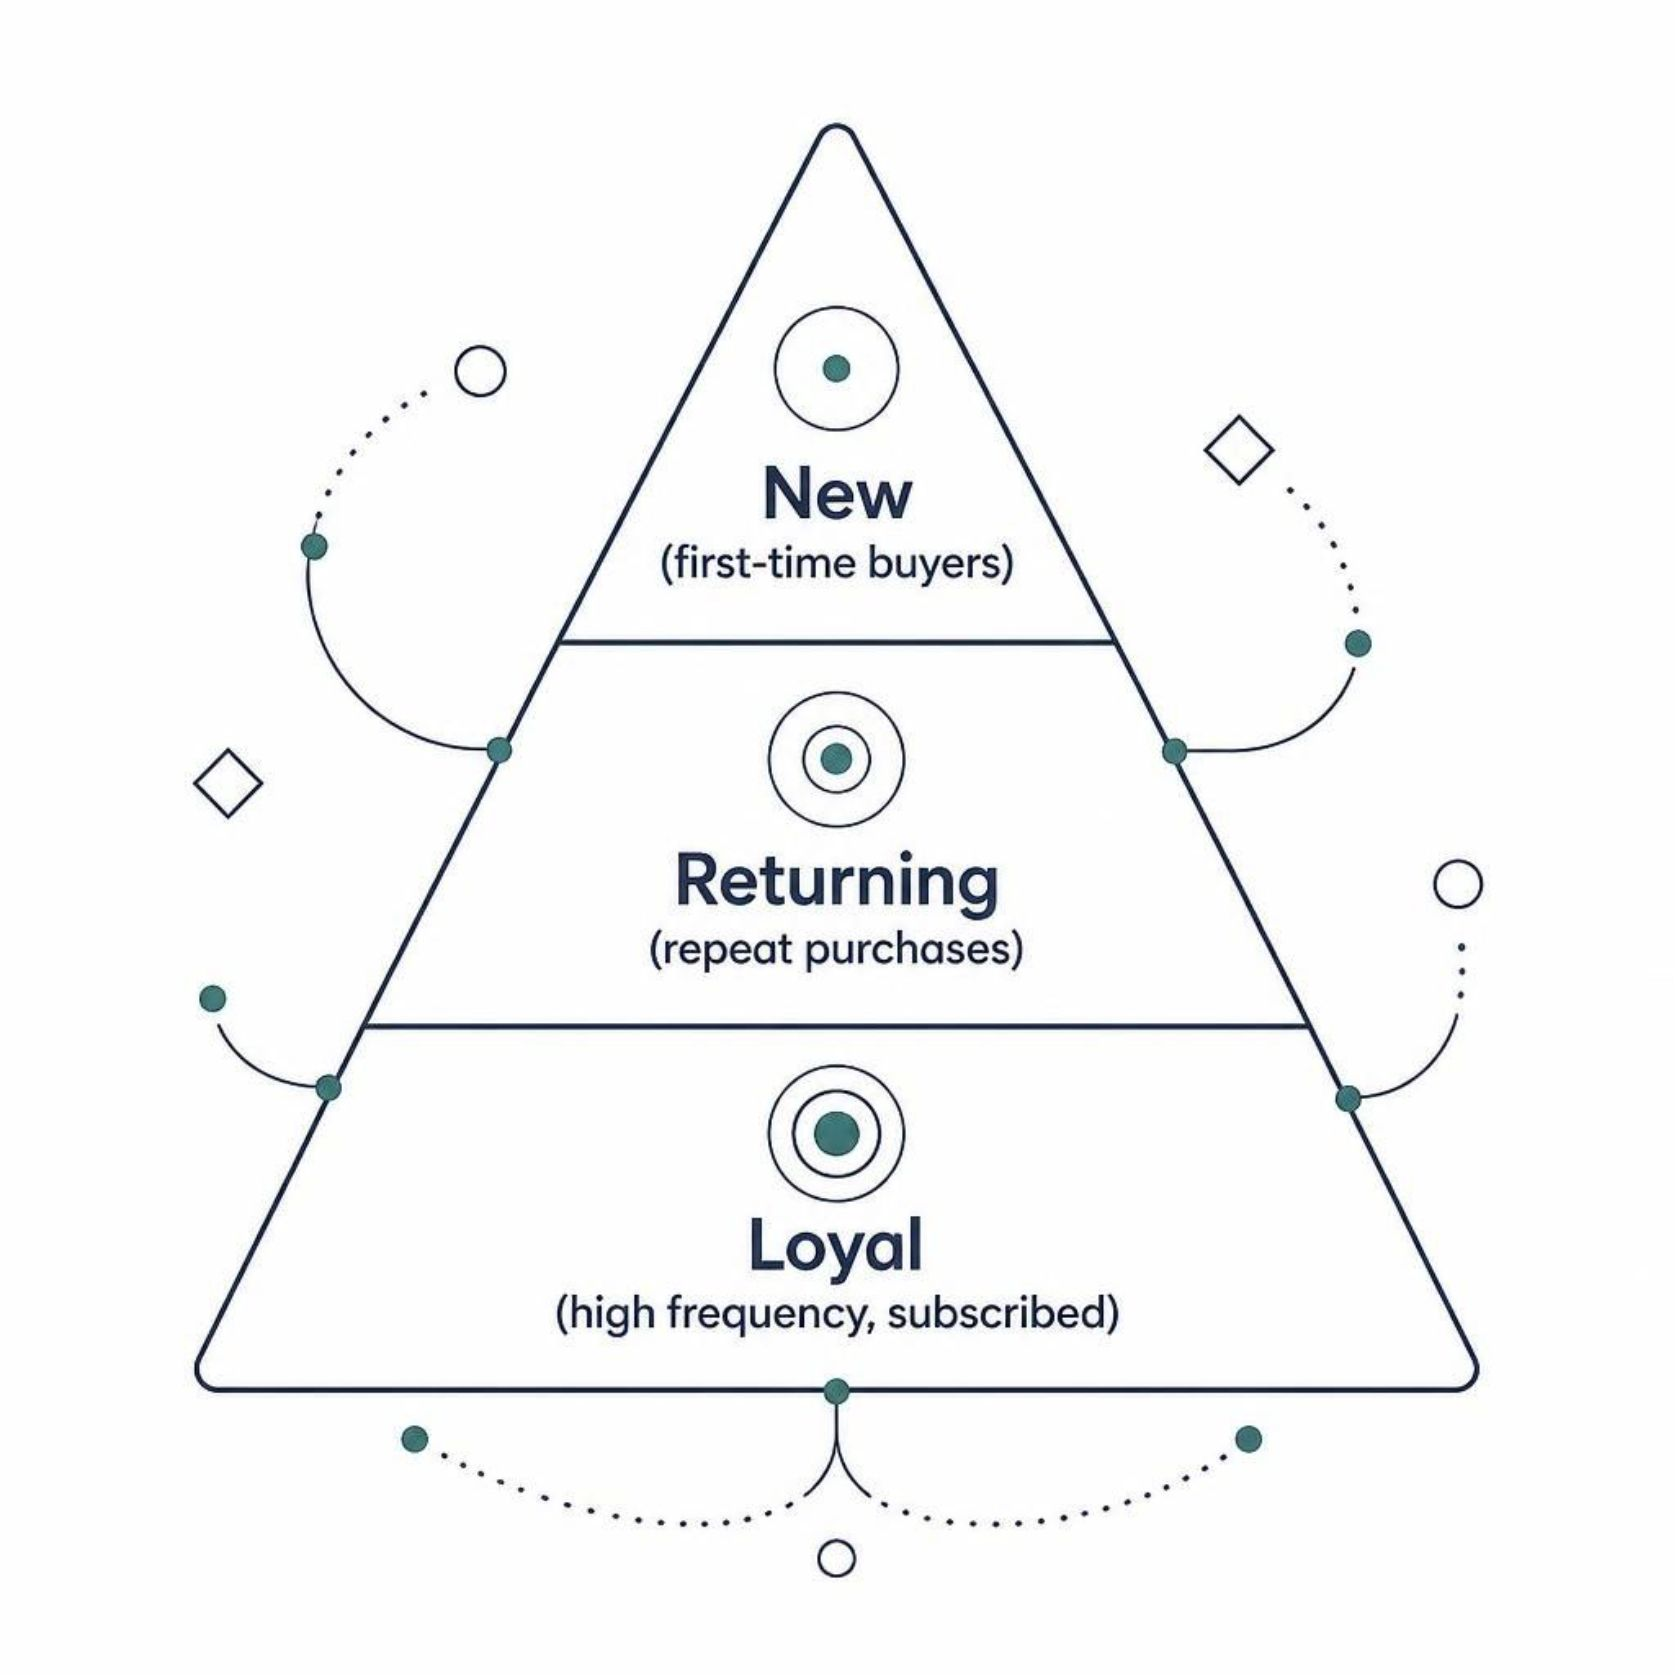 New
(first-time buyers)
Returning
(repeat purchases)
Loyal
(high frequency, subscribed)